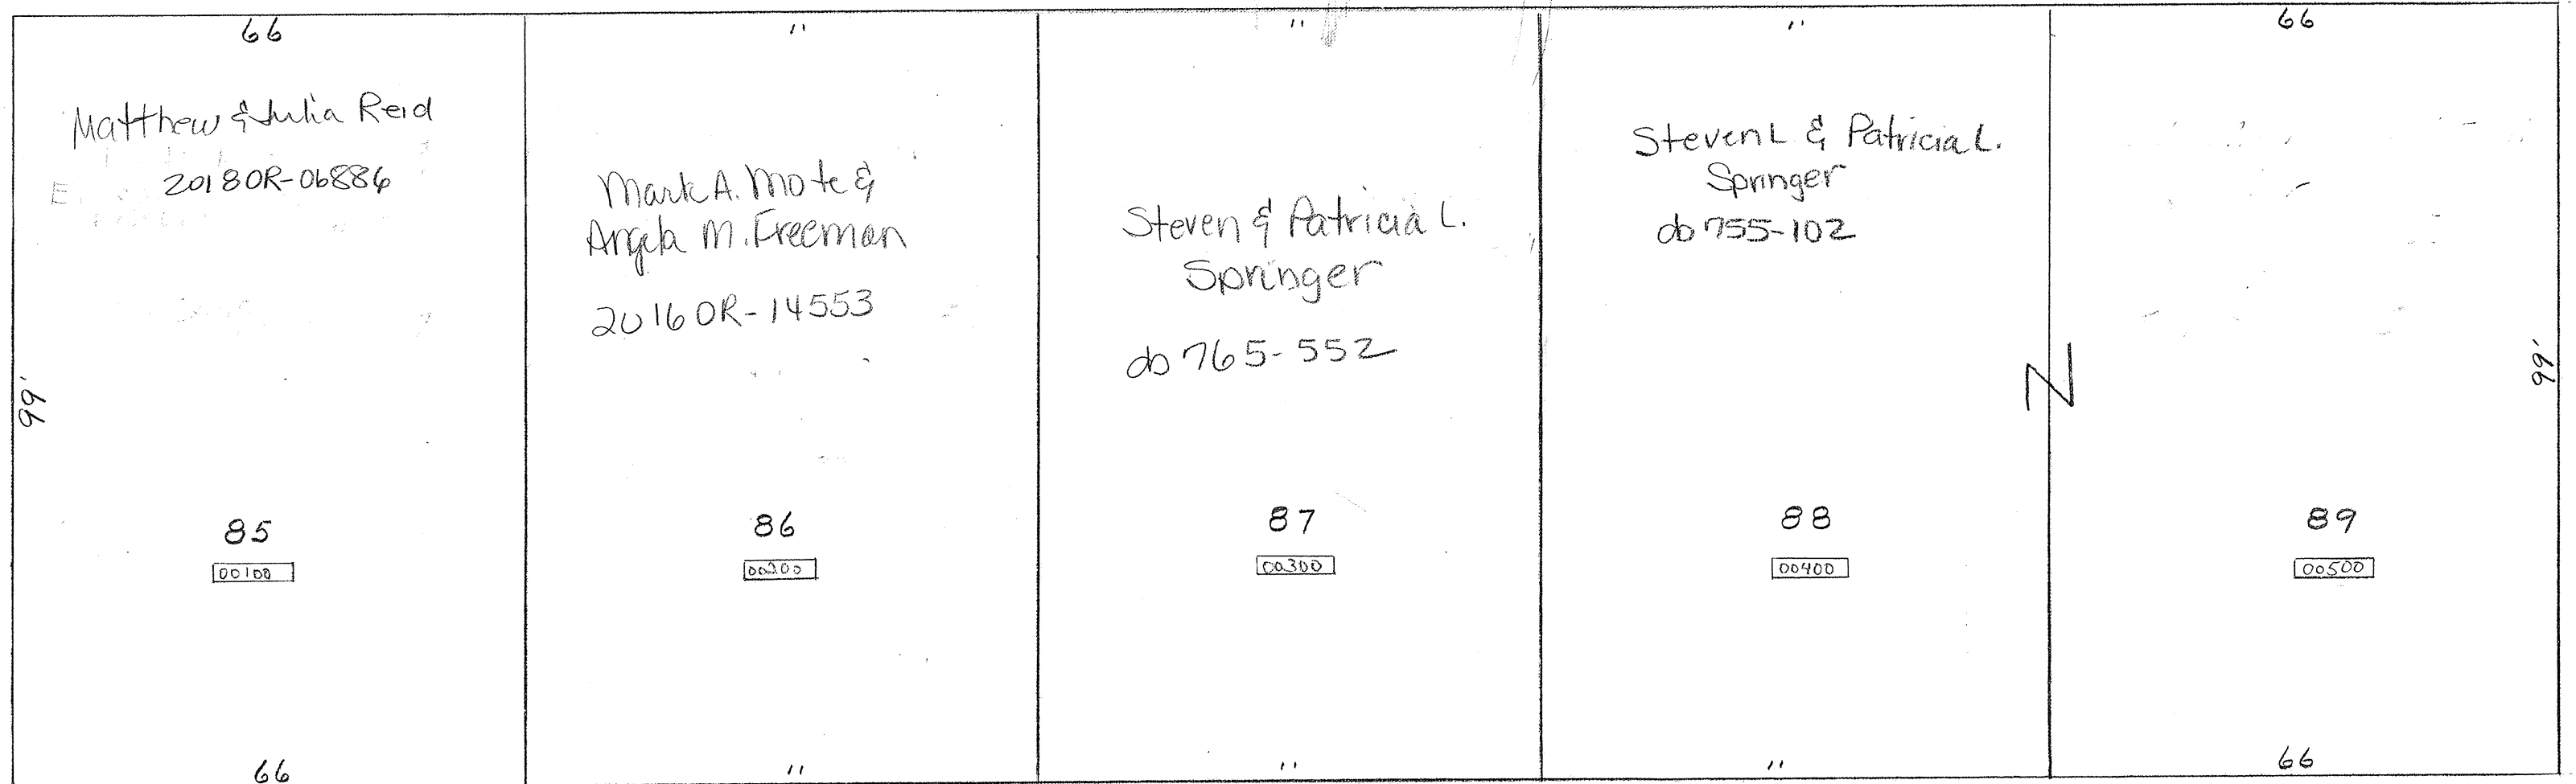 66
"
"
"
66
Matthew & Julia Reid
2018OR-06886
Mark A. Mote &
Angela M. Freeman
2016OR-14553
Steven & Patricia L.
Springer
db 765-552
Steven L & Patricia L.
Springer
db 755-102
99'
Z
99'
85
00100
86
00200
87
00300
88
00400
89
00500
66
"
"
"
66